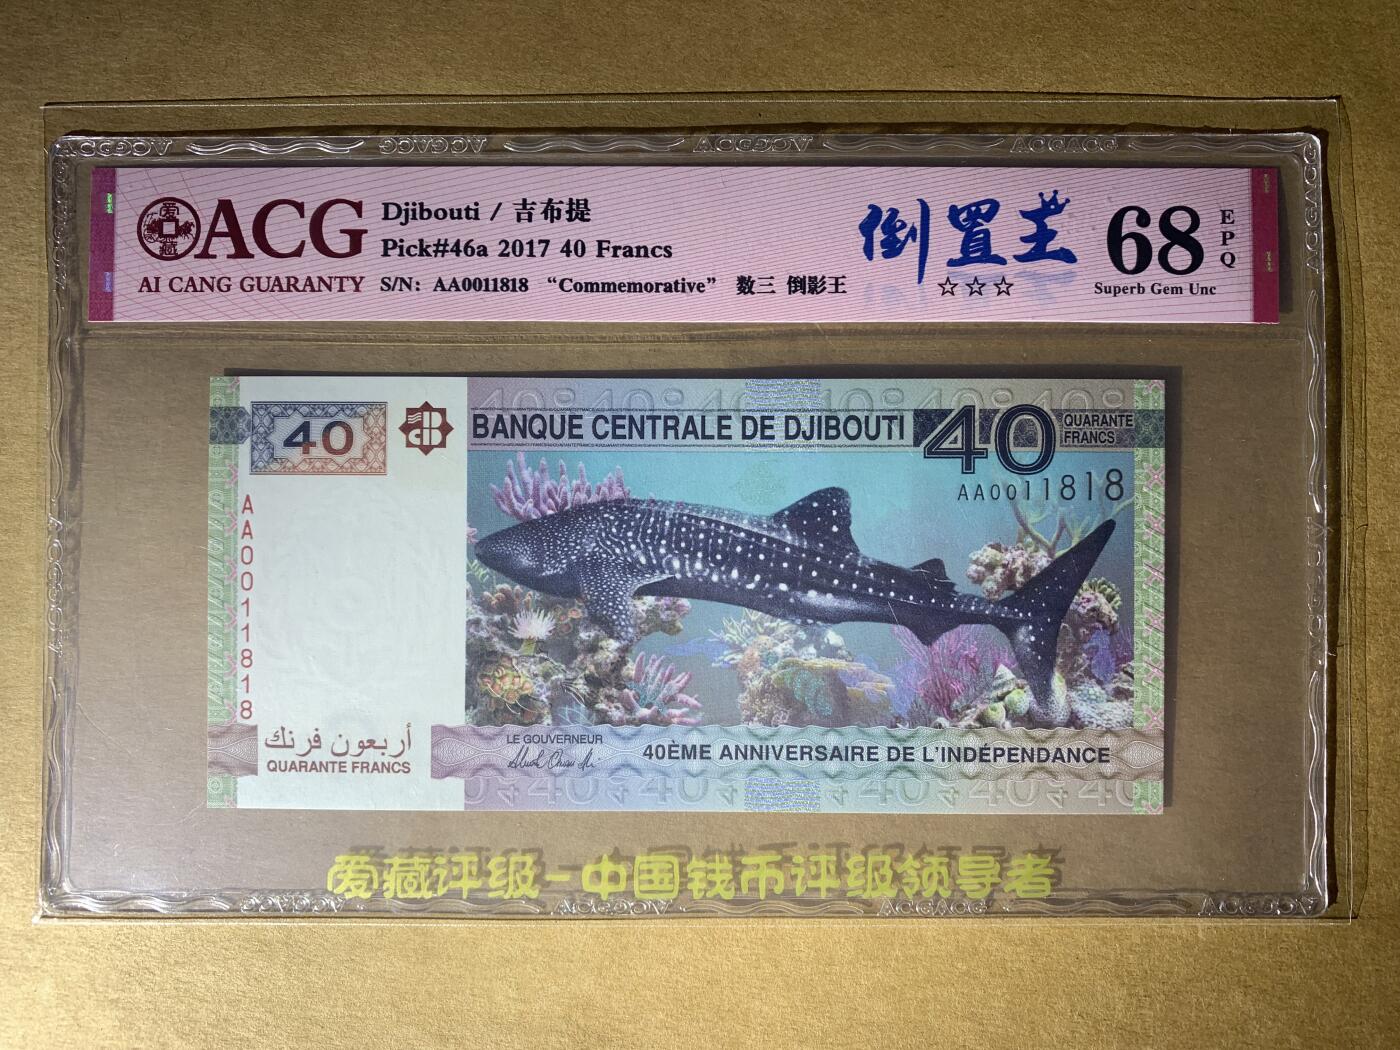 ACG
AI CANG GUARANTY
Djibouti / 吉布提
Pick#46a 2017 40 Francs
S/N: AA0011818 “Commemorative” 数三 倒影王
倒置王
☆☆☆
68
EPQ
Superb Gem Unc
40
BANQUE CENTRALE DE DJIBOUTI
40
QUARANTE
FRANCS
AA0011818
AA0011818
أربعون فرنك
QUARANTE FRANCS
LE GOUVERNEUR
40ÈME ANNIVERSAIRE DE L'INDÉPENDANCE
爱藏评级-中国钱币评级领导者